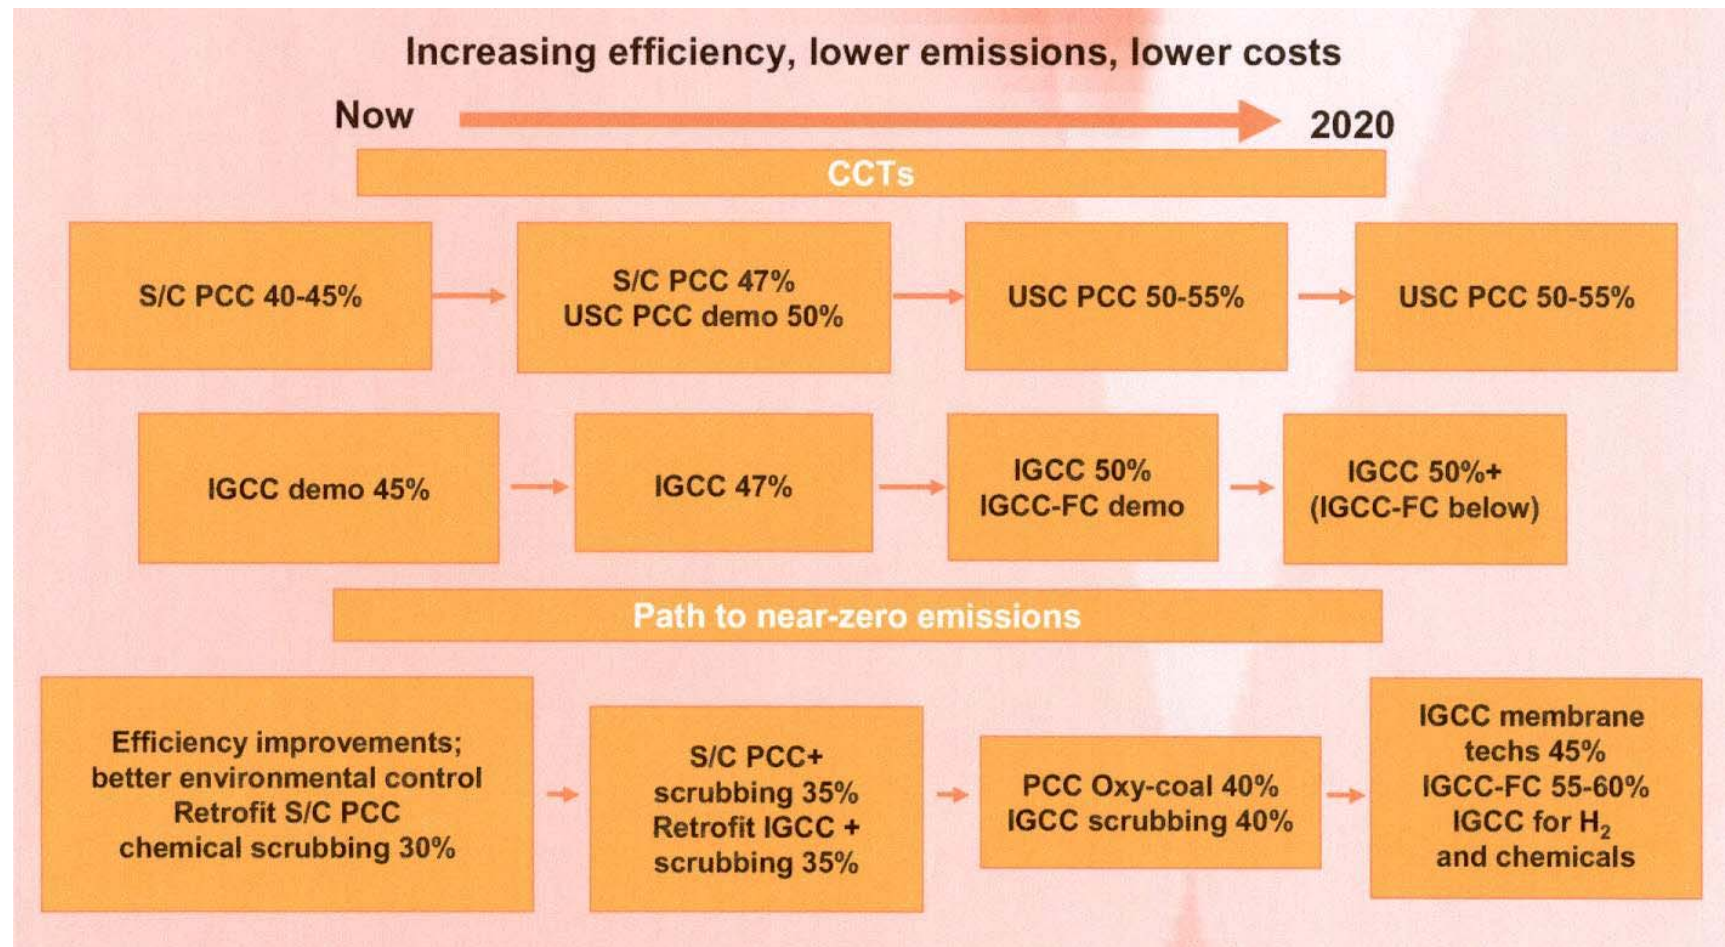 Increasing efficiency, lower emissions, lower costs
Now
2020
CCTs
S/C PCC 40-45%
S/C PCC 47%
USC PCC demo 50%
USC PCC 50-55%
USC PCC 50-55%
IGCC demo 45%
IGCC 47%
IGCC 50%
IGCC-FC demo
IGCC 50%+
(IGCC-FC below)
Path to near-zero emissions
Efficiency improvements;
better environmental control
Retrofit S/C PCC
chemical scrubbing 30%
S/C PCC+
scrubbing 35%
Retrofit IGCC +
scrubbing 35%
PCC Oxy-coal 40%
IGCC scrubbing 40%
IGCC membrane
techs 45%
IGCC-FC 55-60%
IGCC for H₂
and chemicals